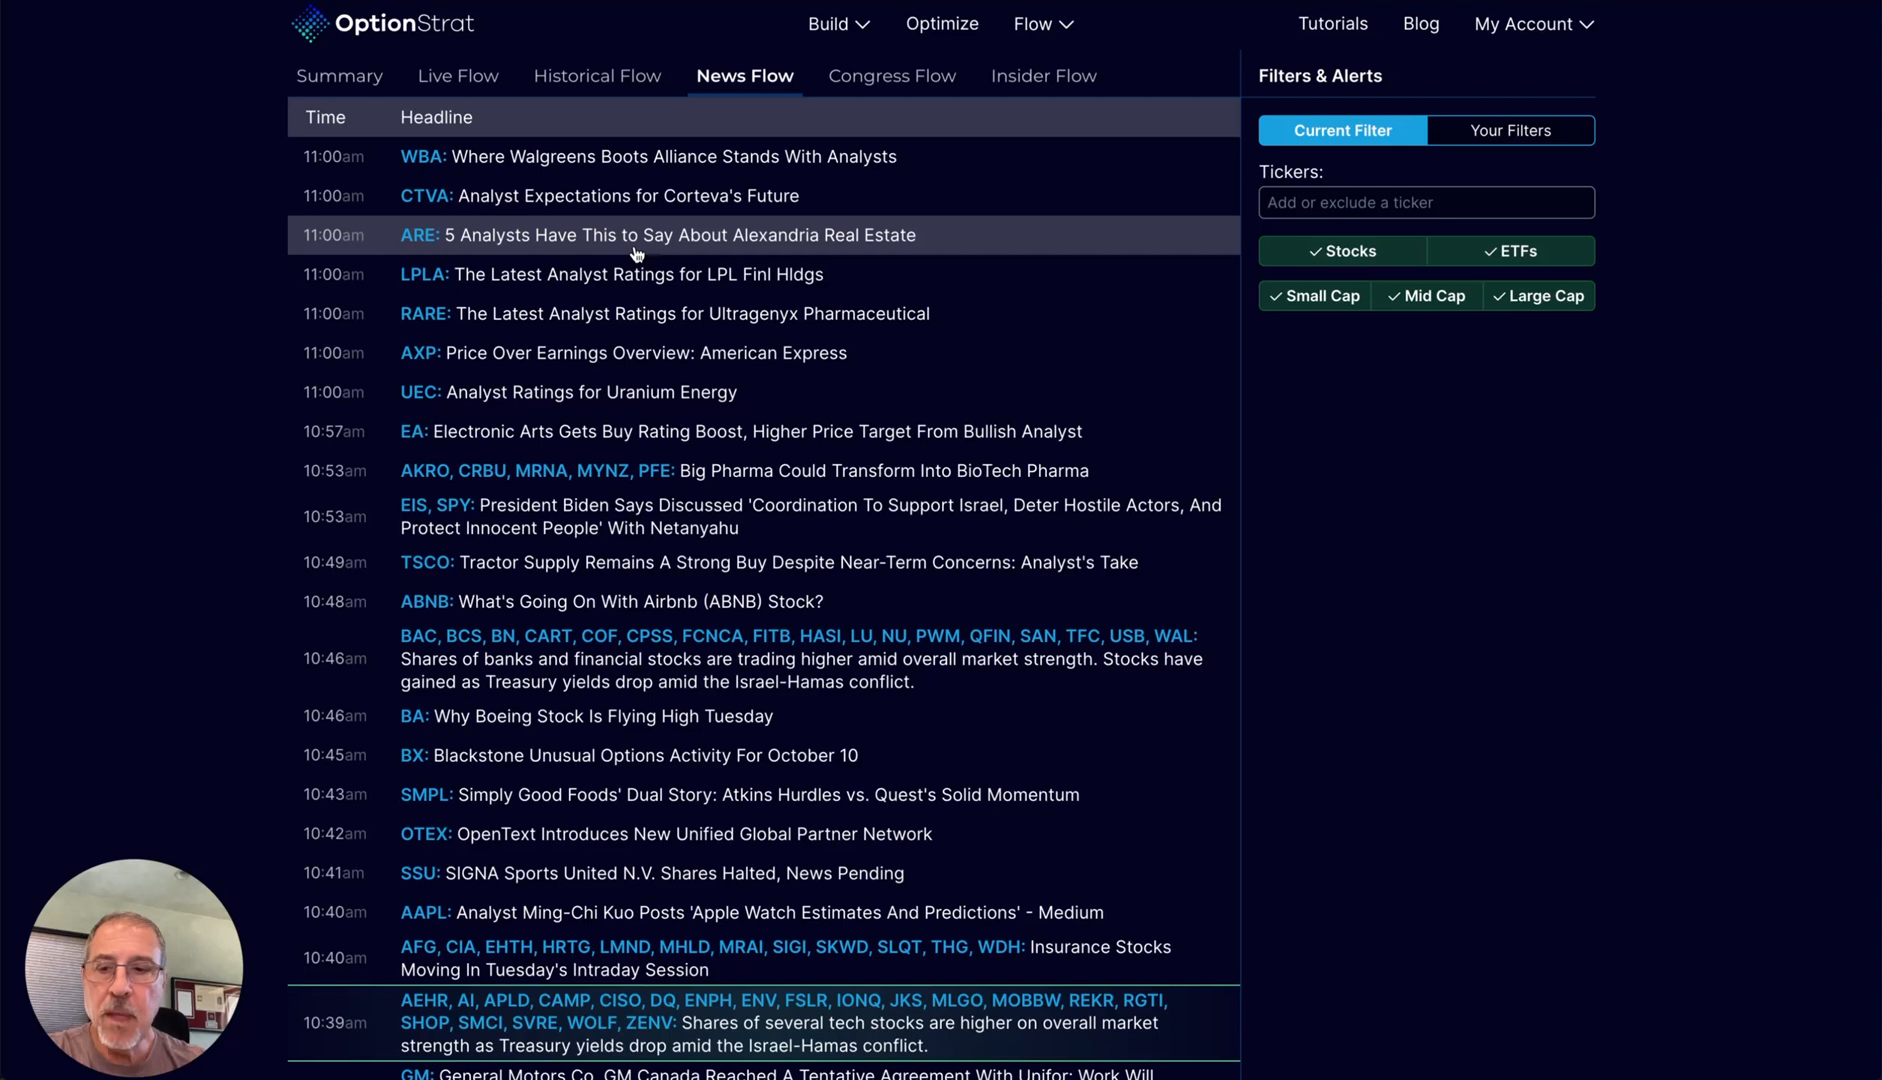 OptionStrat
Build Optimize Flow
Tutorials Blog My Account
Summary Live Flow Historical Flow News Flow Congress Flow Insider Flow
Time Headline
11:00am WBA: Where Walgreens Boots Alliance Stands With Analysts
11:00am CTVA: Analyst Expectations for Corteva's Future
11:00am ARE: 5 Analysts Have This to Say About Alexandria Real Estate
11:00am LPLA: The Latest Analyst Ratings for LPL Finl Hldgs
11:00am RARE: The Latest Analyst Ratings for Ultragenyx Pharmaceutical
11:00am AXP: Price Over Earnings Overview: American Express
11:00am UEC: Analyst Ratings for Uranium Energy
10:57am EA: Electronic Arts Gets Buy Rating Boost, Higher Price Target From Bullish Analyst
10:53am AKRO, CRBU, MRNA, MYNZ, PFE: Big Pharma Could Transform Into BioTech Pharma
10:53am EIS, SPY: President Biden Says Discussed 'Coordination To Support Israel, Deter Hostile Actors, And
Protect Innocent People' With Netanyahu
10:49am TSCO: Tractor Supply Remains A Strong Buy Despite Near-Term Concerns: Analyst's Take
10:48am ABNB: What's Going On With Airbnb (ABNB) Stock?
10:46am BAC, BCS, BN, CART, COF, CPSS, FCNCA, FITB, HASI, LU, NU, PWM, QFIN, SAN, TFC, USB, WAL:
Shares of banks and financial stocks are trading higher amid overall market strength. Stocks have
gained as Treasury yields drop amid the Israel-Hamas conflict.
10:46am BA: Why Boeing Stock Is Flying High Tuesday
10:45am BX: Blackstone Unusual Options Activity For October 10
10:43am SMPL: Simply Good Foods' Dual Story: Atkins Hurdles vs. Quest's Solid Momentum
10:42am OTEX: OpenText Introduces New Unified Global Partner Network
10:41am SSU: SIGNA Sports United N.V. Shares Halted, News Pending
10:40am AAPL: Analyst Ming-Chi Kuo Posts 'Apple Watch Estimates And Predictions' - Medium
10:40am AFG, CIA, EHTH, HRTG, LMND, MHLD, MRAI, SIGI, SKWD, SLQT, THG, WDH: Insurance Stocks
Moving In Tuesday's Intraday Session
10:39am AEHR, AI, APLD, CAMP, CISO, DQ, ENPH, ENV, FSLR, IONQ, JKS, MLGO, MOBBW, REKR, RGTI,
SHOP, SMCI, SVRE, WOLF, ZENV: Shares of several tech stocks are higher on overall market
strength as Treasury yields drop amid the Israel-Hamas conflict.
GM: General Motors Co. GM Canada Reached A Tentative Agreement With Unifor; Work Will
Filters & Alerts
Current Filter Your Filters
Tickers:
Add or exclude a ticker
Stocks ETFs
Small Cap Mid Cap Large Cap